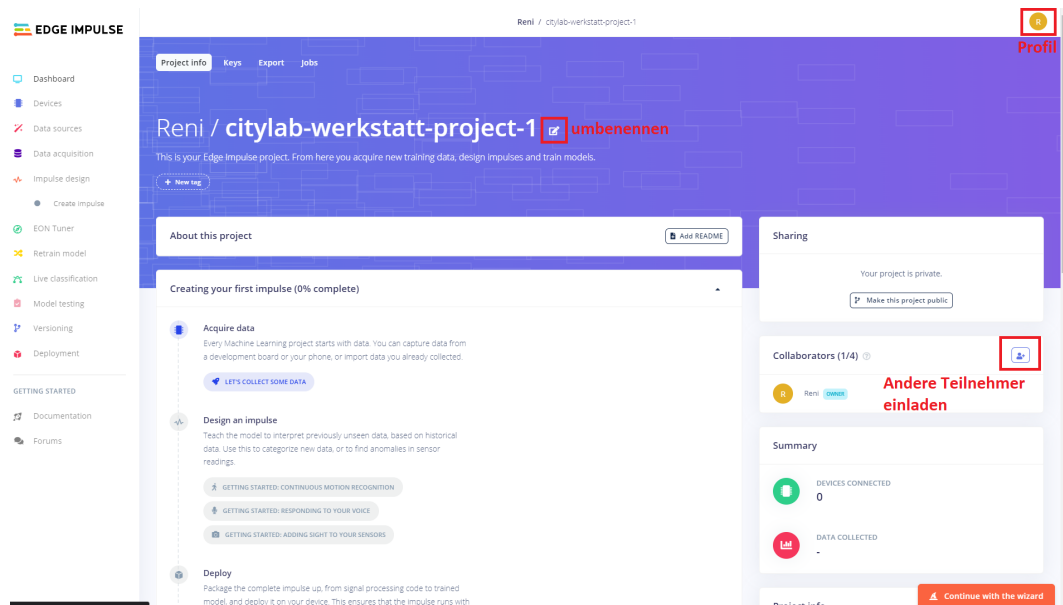 EDGE IMPULSE
Reni / citylab-werkstatt-project-1
R
Profil
Dashboard
Devices
Data sources
Data acquisition
Impulse design
Create impulse
EON Tuner
Retrain model
Live classification
Model testing
Versioning
Deployment
GETTING STARTED
Documentation
Forums
Project info
Keys
Export
Jobs
Reni / citylab-werkstatt-project-1
umbenennen
This is your Edge Impulse project. From here you acquire new training data, design impulses and train models.
+ New tag
About this project
Add README
Creating your first impulse (0% complete)
Acquire data
Every Machine Learning project starts with data. You can capture data from
a development board or your phone, or import data you already collected.
LET'S COLLECT SOME DATA
Design an impulse
Teach the model to interpret previously unseen data, based on historical
data. Use this to categorize new data, or to find anomalies in sensor
readings.
GETTING STARTED: CONTINUOUS MOTION RECOGNITION
GETTING STARTED: RESPONDING TO YOUR VOICE
GETTING STARTED: ADDING SIGHT TO YOUR SENSORS
Deploy
Package the complete impulse up, from signal processing code to trained
model, and deploy it on your device. This ensures that the impulse runs with
Sharing
Your project is private.
Make this project public
Collaborators (1/4)
R
Reni
OWNER
Andere Teilnehmer
einladen
Summary
DEVICES CONNECTED
0
DATA COLLECTED
-
Project info
Continue with the wizard